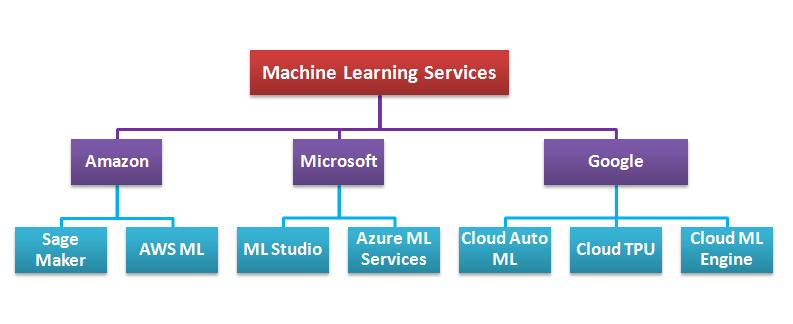 Machine Learning Services
Amazon
Microsoft
Google
Sage
Maker
AWS ML
ML Studio
Azure ML
Services
Cloud Auto
ML
Cloud TPU
Cloud ML
Engine